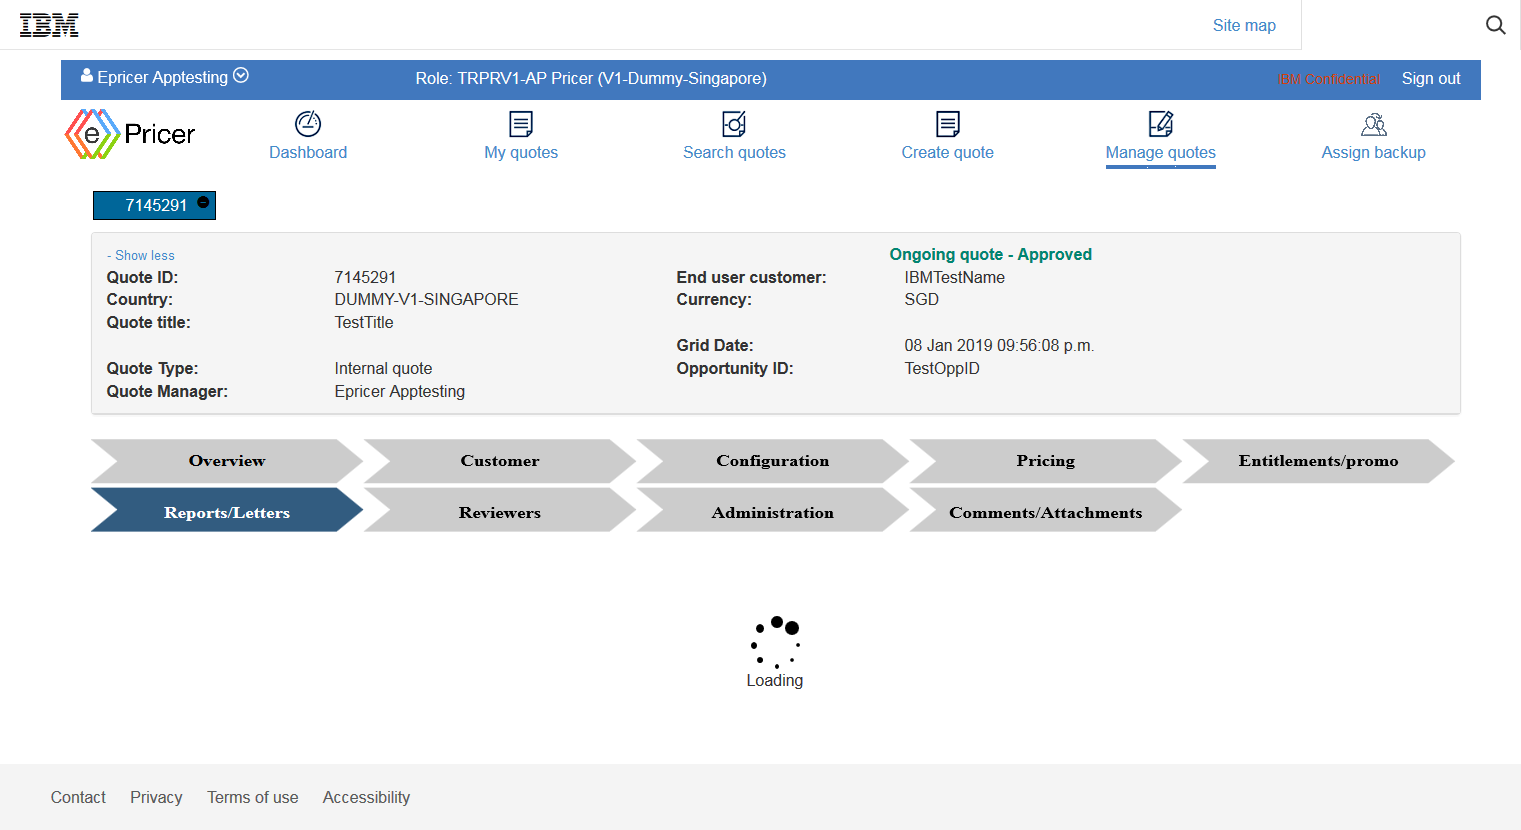 IBM
Site map
Epricer Apptesting
Role: TRPRV1-AP Pricer (V1-Dummy-Singapore)
IBM Confidential
Sign out
e Pricer
Dashboard
My quotes
Search quotes
Create quote
Manage quotes
Assign backup
7145291
- Show less
Ongoing quote - Approved
Quote ID: 7145291
End user customer: IBMTestName
Country: DUMMY-V1-SINGAPORE
Currency: SGD
Quote title: TestTitle
Grid Date: 08 Jan 2019 09:56:08 p.m.
Quote Type: Internal quote
Opportunity ID: TestOppID
Quote Manager: Epricer Apptesting
Overview
Customer
Configuration
Pricing
Entitlements/promo
Reports/Letters
Reviewers
Administration
Comments/Attachments
Loading
Contact
Privacy
Terms of use
Accessibility